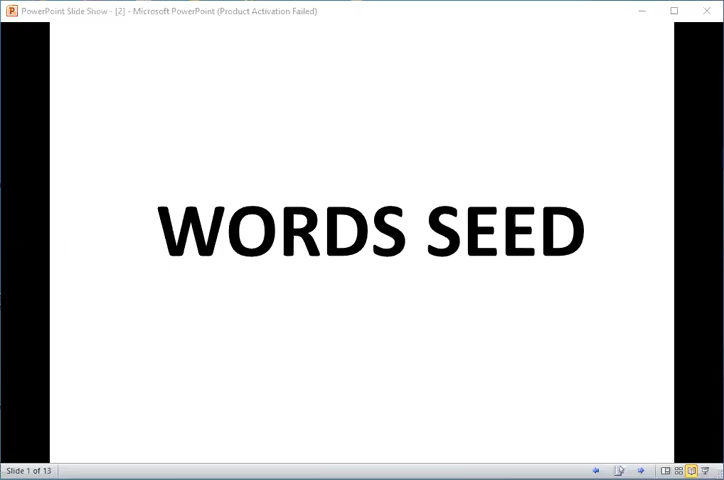 PowerPoint Slide Show - [2] - Microsoft PowerPoint (Product Activation Failed)
WORDS SEED
Slide 1 of 13